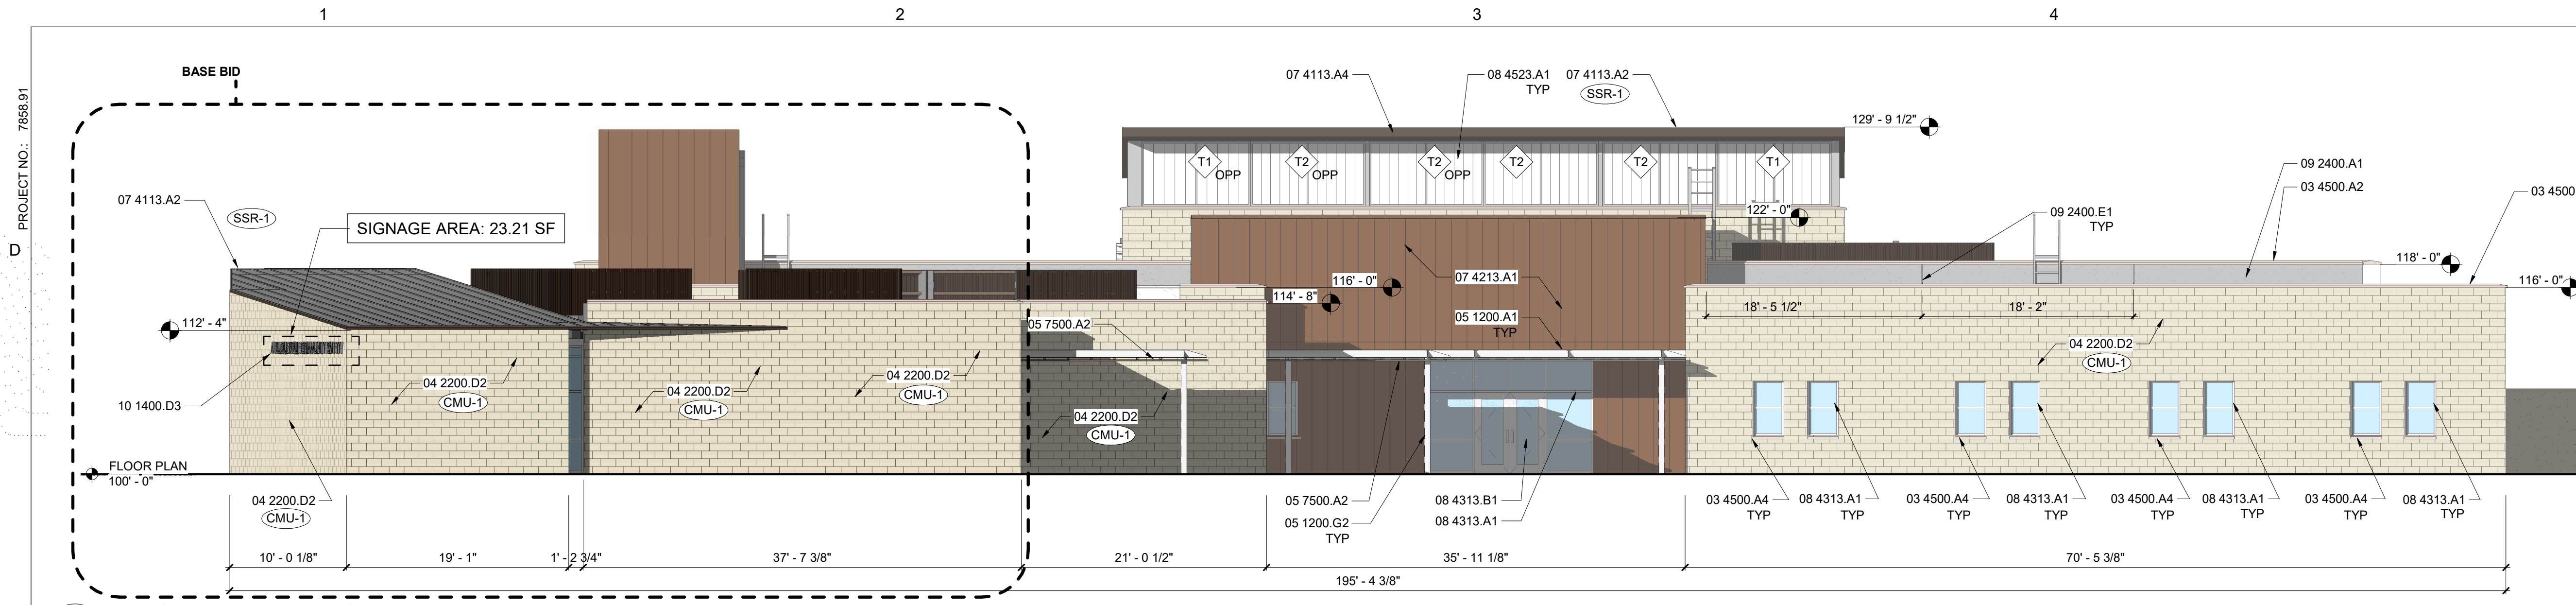 1
2
3
4
PROJECT NO.: 7858.91
D
BASE BID
07 4113.A4
08 4523.A1
TYP
07 4113.A2
SSR-1
129' - 9 1/2"
T1
OPP
T2
OPP
T2
OPP
T2
T2
T1
07 4113.A2
SSR-1
SIGNAGE AREA: 23.21 SF
09 2400.A1
03 4500.A2
03 4500
122' - 0"
09 2400.E1
TYP
07 4213.A1
118' - 0"
116' - 0"
116' - 0"
114' - 8"
18' - 5 1/2"
18' - 2"
112' - 4"
05 7500.A2
05 1200.A1
TYP
04 2200.D2
CMU-1
04 2200.D2
CMU-1
04 2200.D2
CMU-1
04 2200.D2
CMU-1
04 2200.D2
CMU-1
10 1400.D3
FLOOR PLAN
100' - 0"
04 2200.D2
CMU-1
05 7500.A2
05 1200.G2
TYP
08 4313.B1
08 4313.A1
03 4500.A4
TYP
08 4313.A1
TYP
03 4500.A4
TYP
08 4313.A1
TYP
03 4500.A4
TYP
08 4313.A1
TYP
03 4500.A4
TYP
08 4313.A1
TYP
10' - 0 1/8"
19' - 1"
1' - 2 3/4"
37' - 7 3/8"
21' - 0 1/2"
35' - 11 1/8"
70' - 5 3/8"
195' - 4 3/8"